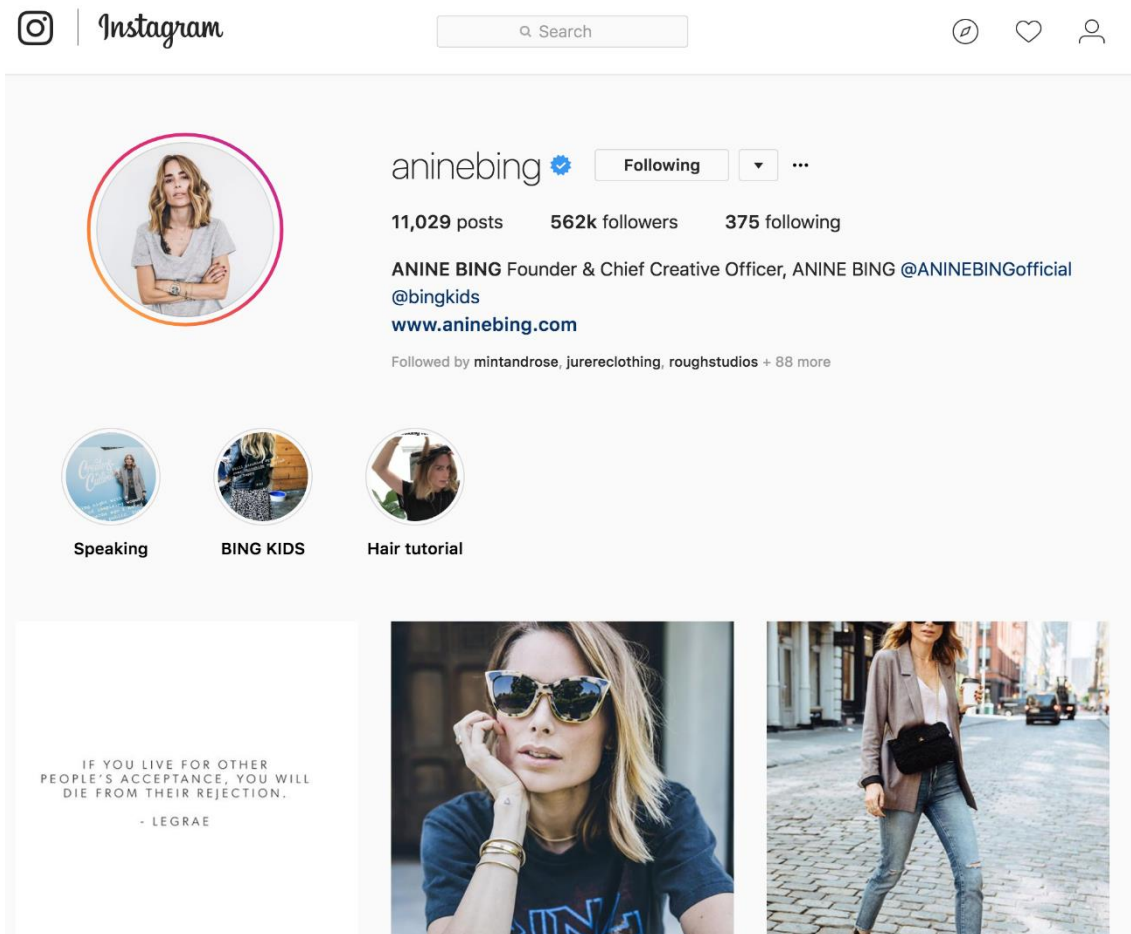 Instagram
Search
aninebing
Following
11,029 posts 562k followers 375 following
ANINE BING Founder & Chief Creative Officer, ANINE BING @ANINEBINGofficial
@bingkids
www.aninebing.com
Followed by mintandrose, jurereclothing, roughstudios + 88 more
Speaking
BING KIDS
Hair tutorial
IF YOU LIVE FOR OTHER
PEOPLE'S ACCEPTANCE, YOU WILL
DIE FROM THEIR REJECTION.
- LEGRAE